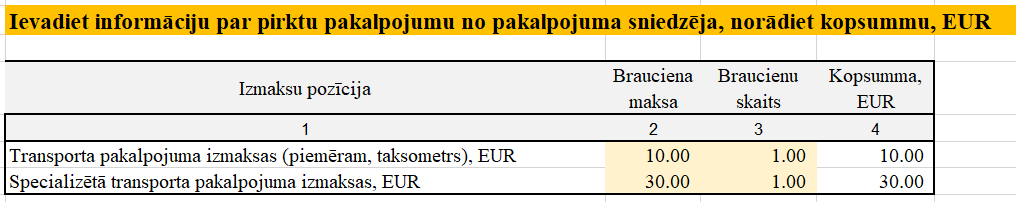 Ievadiet informāciju par pirktu pakalpojumu no pakalpojuma sniedzēja, norādiet kopsummu, EUR
Izmaksu pozīcija Brauciena maksa Braucienu skaits Kopsumma, EUR
1 2 3 4
Transporta pakalpojuma izmaksas (piemēram, taksometrs), EUR 10.00 1.00 10.00
Specializētā transporta pakalpojuma izmaksas, EUR 30.00 1.00 30.00